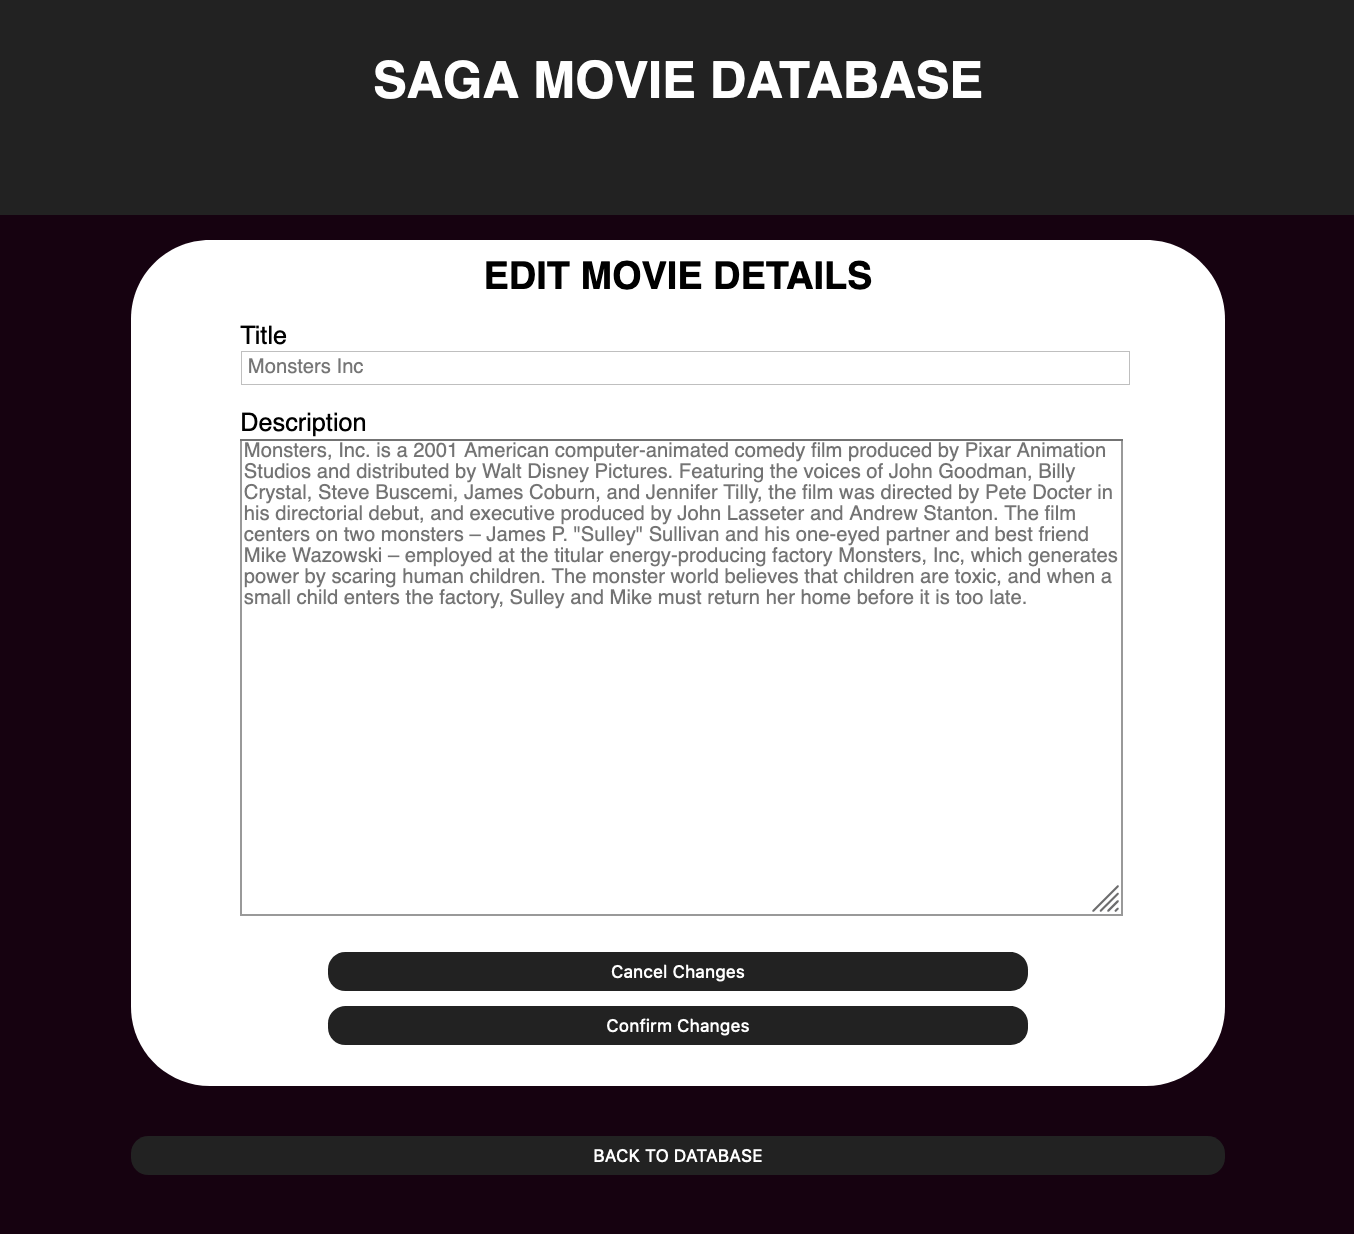 SAGA MOVIE DATABASE
EDIT MOVIE DETAILS
Title
Monsters Inc
Description
Monsters, Inc. is a 2001 American computer-animated comedy film produced by Pixar Animation
Studios and distributed by Walt Disney Pictures. Featuring the voices of John Goodman, Billy
Crystal, Steve Buscemi, James Coburn, and Jennifer Tilly, the film was directed by Pete Docter in
his directorial debut, and executive produced by John Lasseter and Andrew Stanton. The film
centers on two monsters – James P. "Sulley" Sullivan and his one-eyed partner and best friend
Mike Wazowski – employed at the titular energy-producing factory Monsters, Inc, which generates
power by scaring human children. The monster world believes that children are toxic, and when a
small child enters the factory, Sulley and Mike must return her home before it is too late.
Cancel Changes
Confirm Changes
BACK TO DATABASE